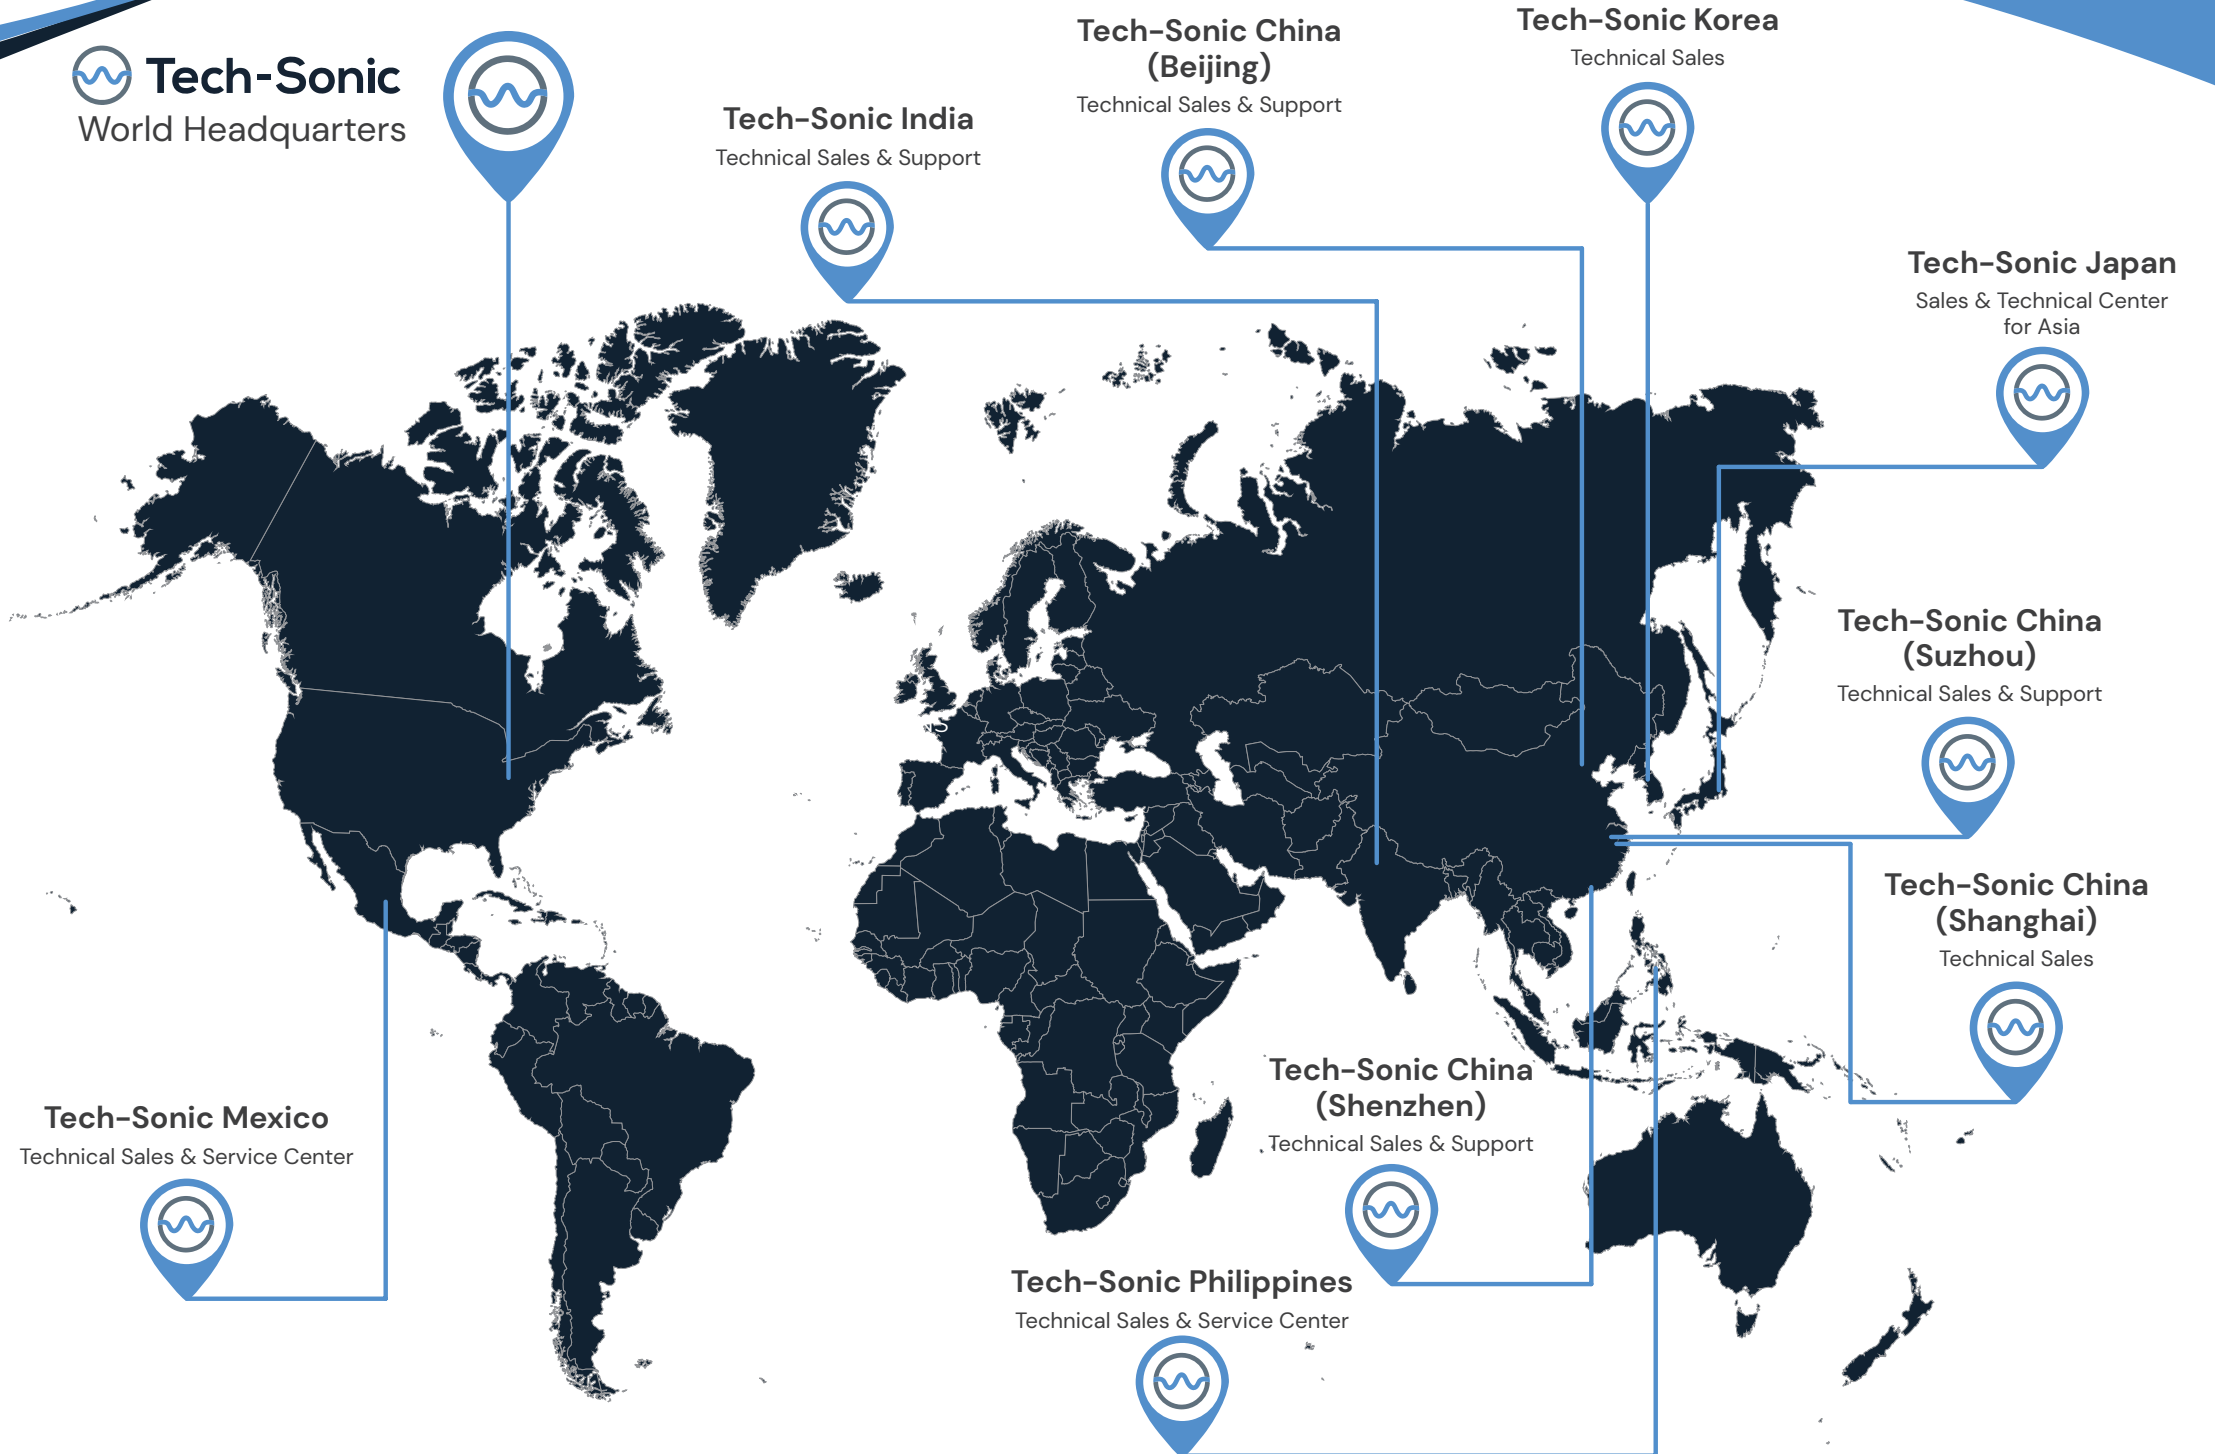 Tech-Sonic
World Headquarters
Tech-Sonic India
Technical Sales & Support
Tech-Sonic China
(Beijing)
Technical Sales & Support
Tech-Sonic Korea
Technical Sales
Tech-Sonic Japan
Sales & Technical Center
for Asia
Tech-Sonic China
(Suzhou)
Technical Sales & Support
Tech-Sonic China
(Shanghai)
Technical Sales
Tech-Sonic China
(Shenzhen)
Technical Sales & Support
Tech-Sonic Mexico
Technical Sales & Service Center
Tech-Sonic Philippines
Technical Sales & Service Center